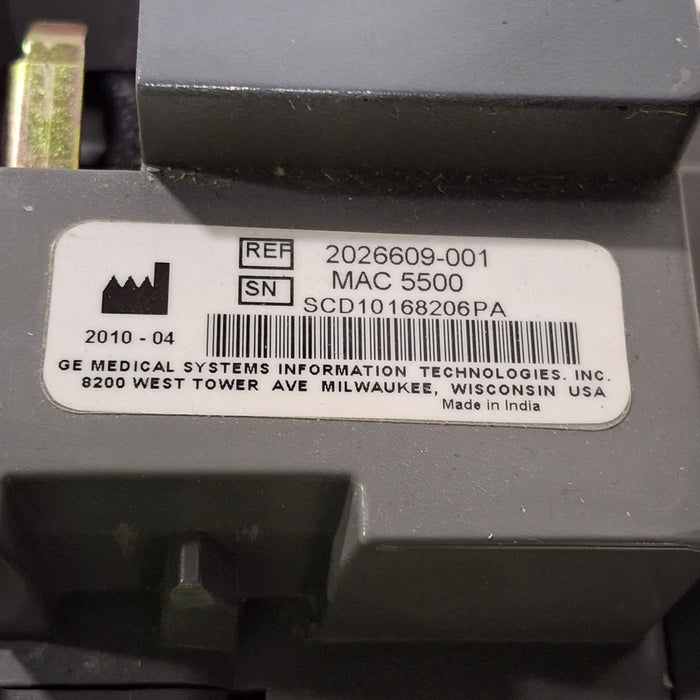 REF 2026609-001
MAC 5500
SN SCD10168206PA
2010 - 04
GE MEDICAL SYSTEMS INFORMATION TECHNOLOGIES. INC.
8200 WEST TOWER AVE MILWAUKEE, WISCONSIN USA
Made in India